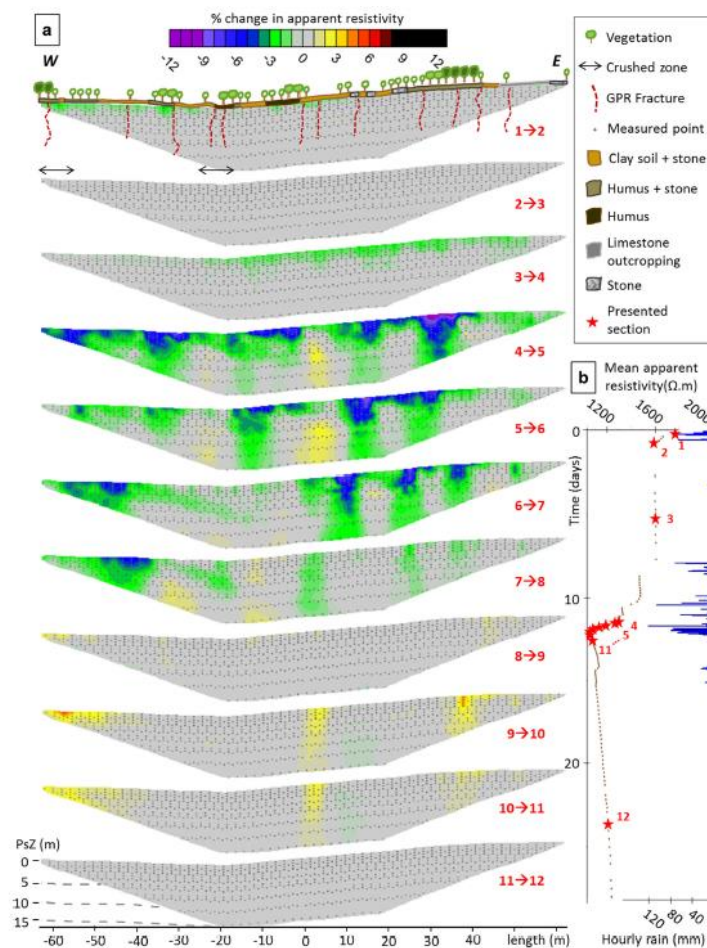 a
% change in apparent resistivity
-12 -9 -6 -3 0 3 6 9 12
W
E
1→2
2→3
3→4
4→5
5→6
6→7
7→8
8→9
9→10
10→11
11→12
PsZ (m)
0
5
10
15
-60 -50 -40 -30 -20 -10 0 10 20 30 40 length (m)
Vegetation
Crushed zone
GPR Fracture
Measured point
Clay soil + stone
Humus + stone
Humus
Limestone
outcropping
Stone
Presented
section
b
Mean apparent
resistivity(Ω.m)
1200 1600 2000
Time (days)
0
10
20
1
2
3
4
5
11
12
120 80 40
Hourly rain (mm)